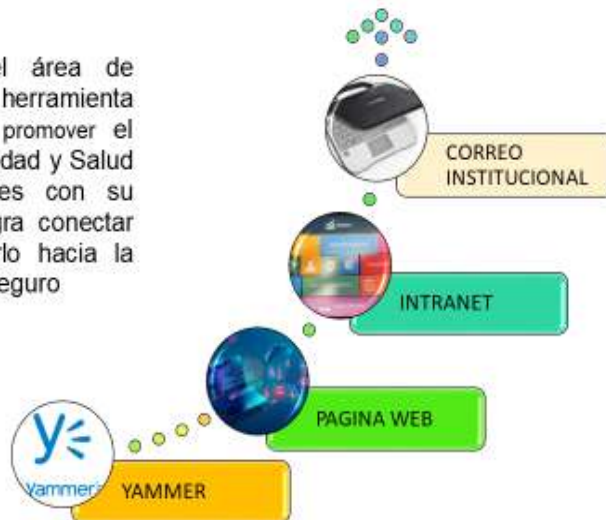 el área de
herramienta
promover el
dad y Salud
es con su
gra conectar
rlo hacia la
eguro
CORREO
INSTITUCIONAL
INTRANET
PAGINA WEB
yammer
YAMMER